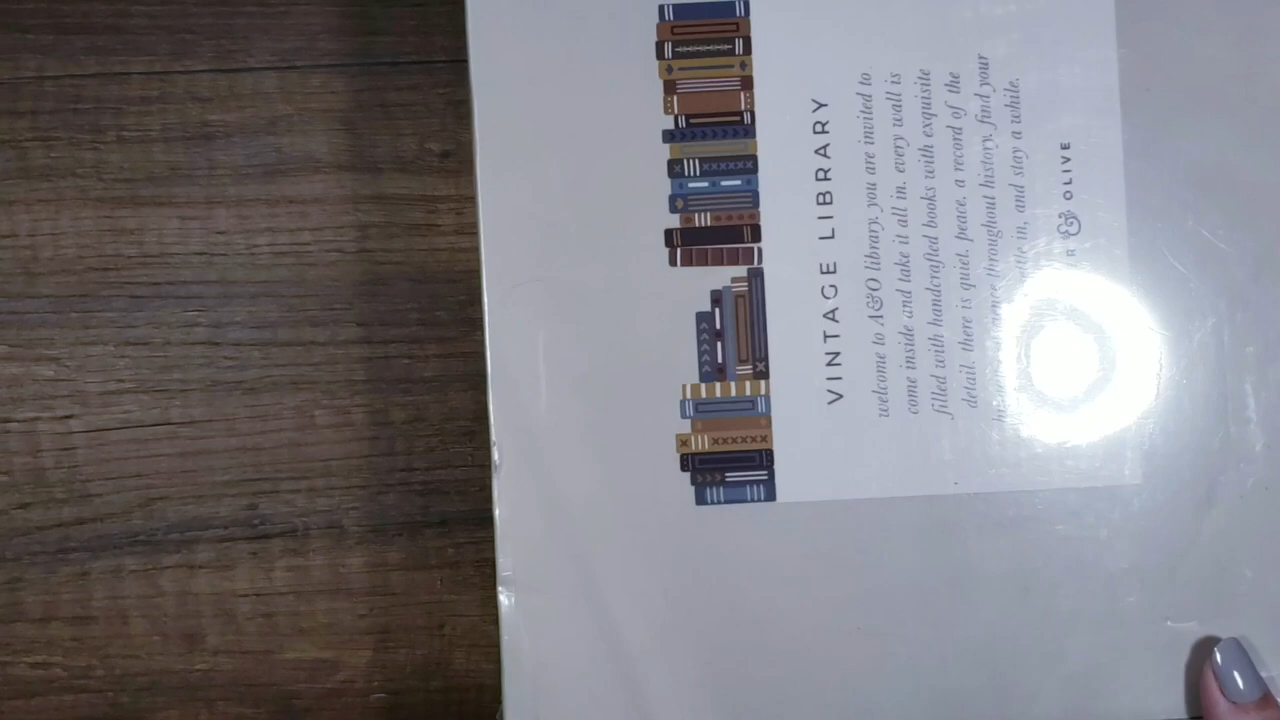 VINTAGE LIBRARY
welcome to A&O library. you are invited to
come inside and take it all in. every wall is
filled with handcrafted books with exquisite
detail. there is quiet. peace. a record of the
throughout history. find your
in, and stay a while.
& OLIVE